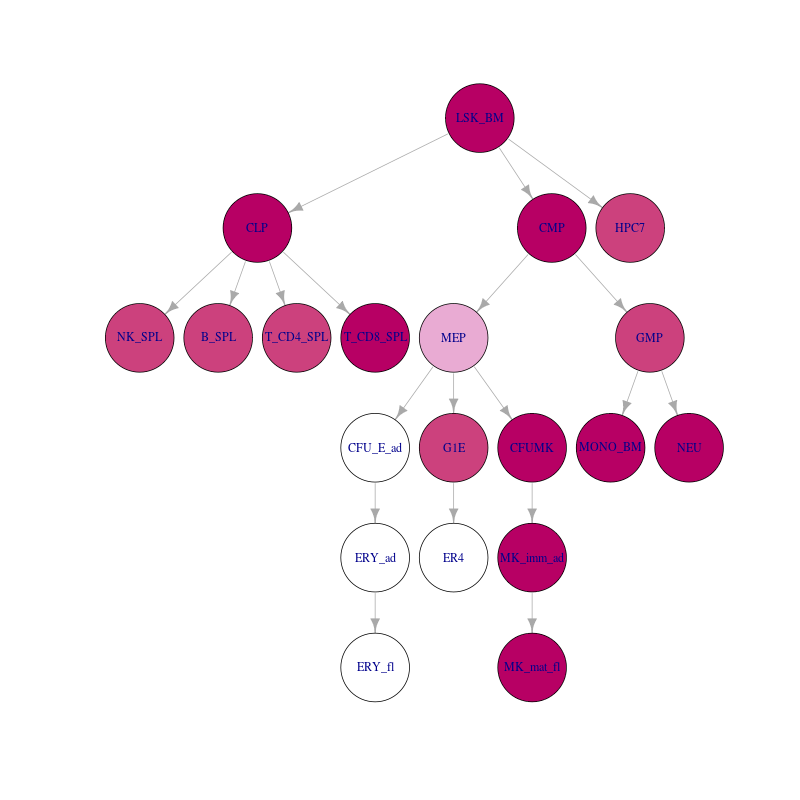 LSK_BM
CLP
CMP
HPC7
NK_SPL
B_SPL
T_CD4_SPL
T_CD8_SPL
MEP
GMP
CFU_E_ad
G1E
CFUMK
MONO_BM
NEU
ERY_ad
ER4
MK_imm_ad
ERY_fl
MK_mat_fl